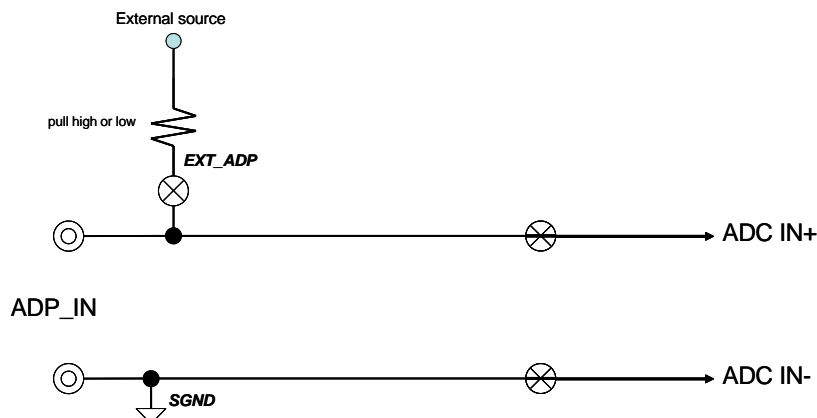 External source
pull high or low
EXT_ADP
ADC IN+
ADP_IN
ADC IN-
SGND